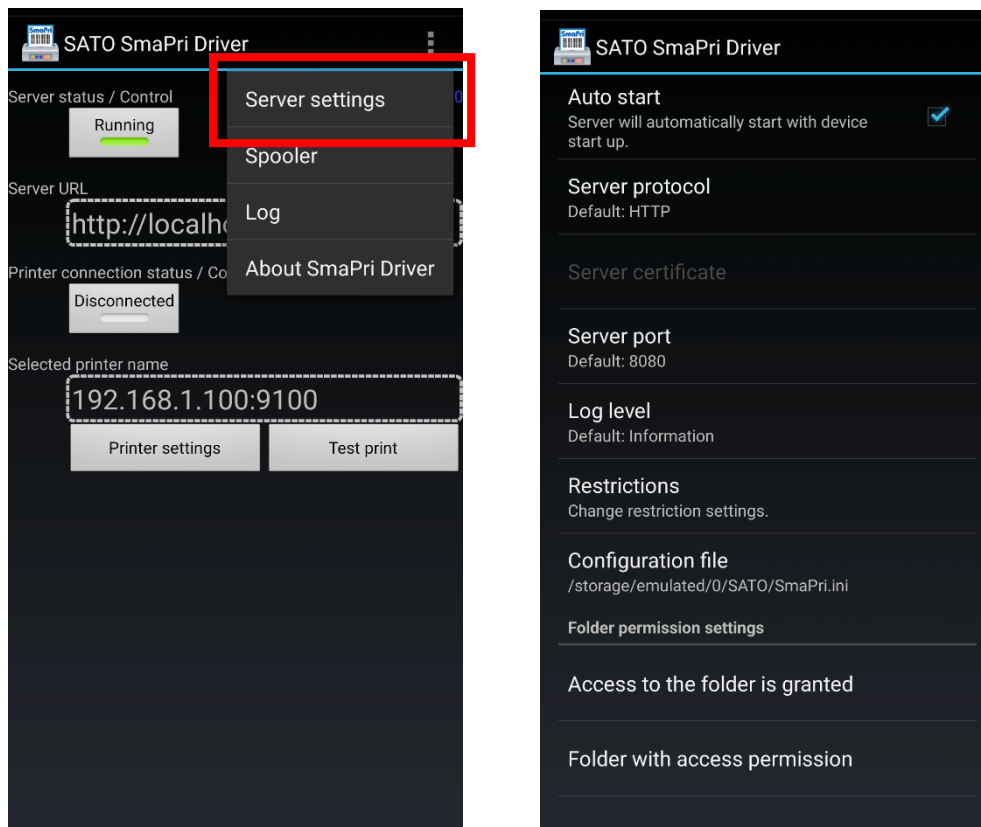 SmaPri
SATO SmaPri Driver
Server status / Control
0
Running
Server settings
Spooler
Log
About SmaPri Driver
Server URL
http://localh
Printer connection status / Co
Disconnected
Selected printer name
192.168.1.100:9100
Printer settings
Test print
SmaPri
SATO SmaPri Driver
Auto start
Server will automatically start with device
start up.
Server protocol
Default: HTTP
Server certificate
Server port
Default: 8080
Log level
Default: Information
Restrictions
Change restriction settings.
Configuration file
/storage/emulated/0/SATO/SmaPri.ini
Folder permission settings
Access to the folder is granted
Folder with access permission